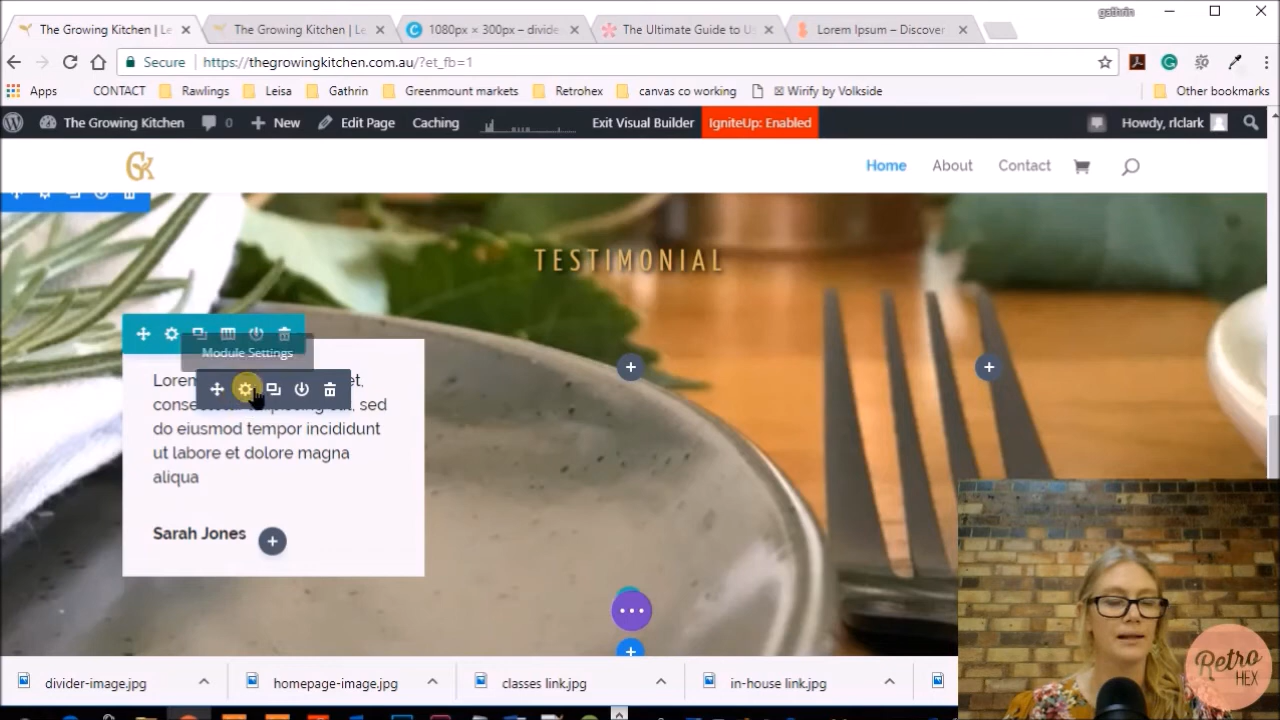 gathrin
The Growing Kitchen | Le
The Growing Kitchen | Le
1080px × 300px – divide
The Ultimate Guide to U
Lorem Ipsum – Discover
Secure https://thegrowingkitchen.com.au/?et_fb=1
Apps CONTACT Rawlings Leisa Gathrin Greenmount markets Retrohex canvas co working Wirify by Volkside Other bookmarks
The Growing Kitchen 0 New Edit Page Caching Exit Visual Builder IgniteUp: Enabled Howdy, rlclark
GK Home About Contact
TESTIMONIAL
Module Settings
Lorem et,
sed
do eiusmod tempor incididunt
ut labore et dolore magna
aliqua
Sarah Jones
Retro
HEX
divider-image.jpg homepage-image.jpg classes link.jpg in-house link.jpg